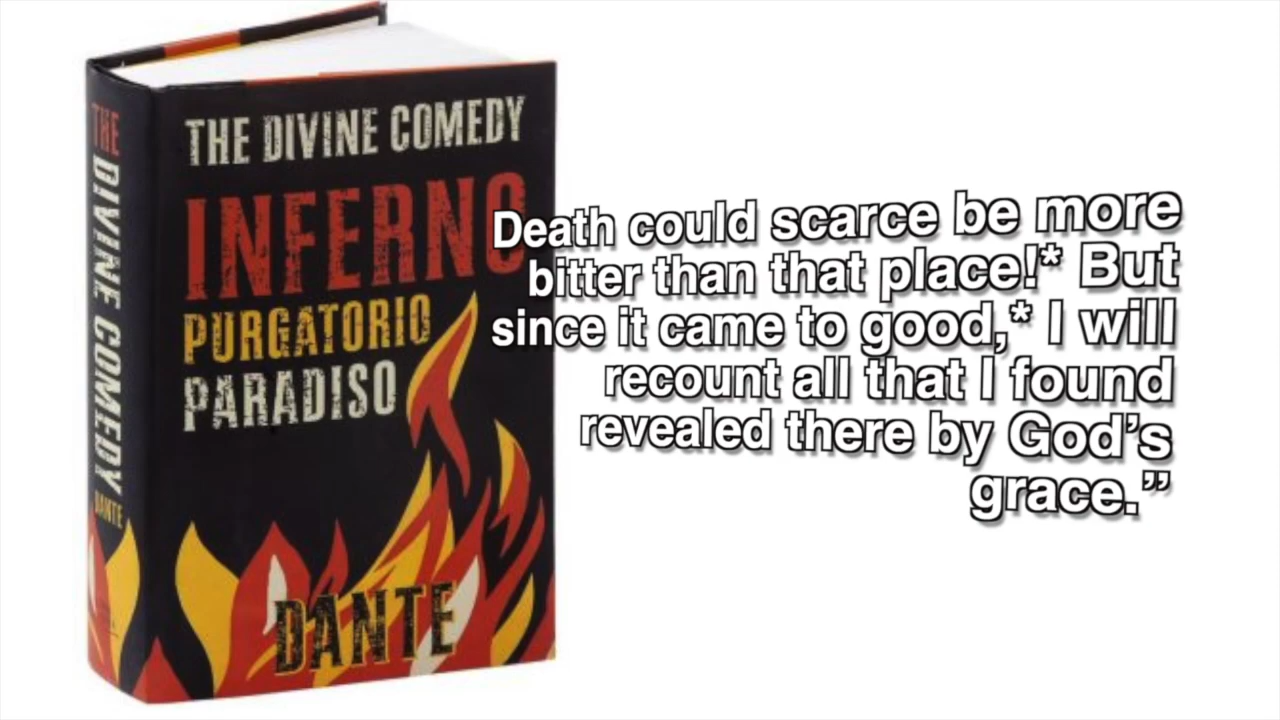 THE DIVINE COMEDY
INFERNO
PURGATORIO
PARADISO
DANTE
THE DIVINE COMEDY DANTE
Death could scarce be more
bitter than that place!* But
since it came to good,* I will
recount all that I found
revealed there by God’s
grace.”